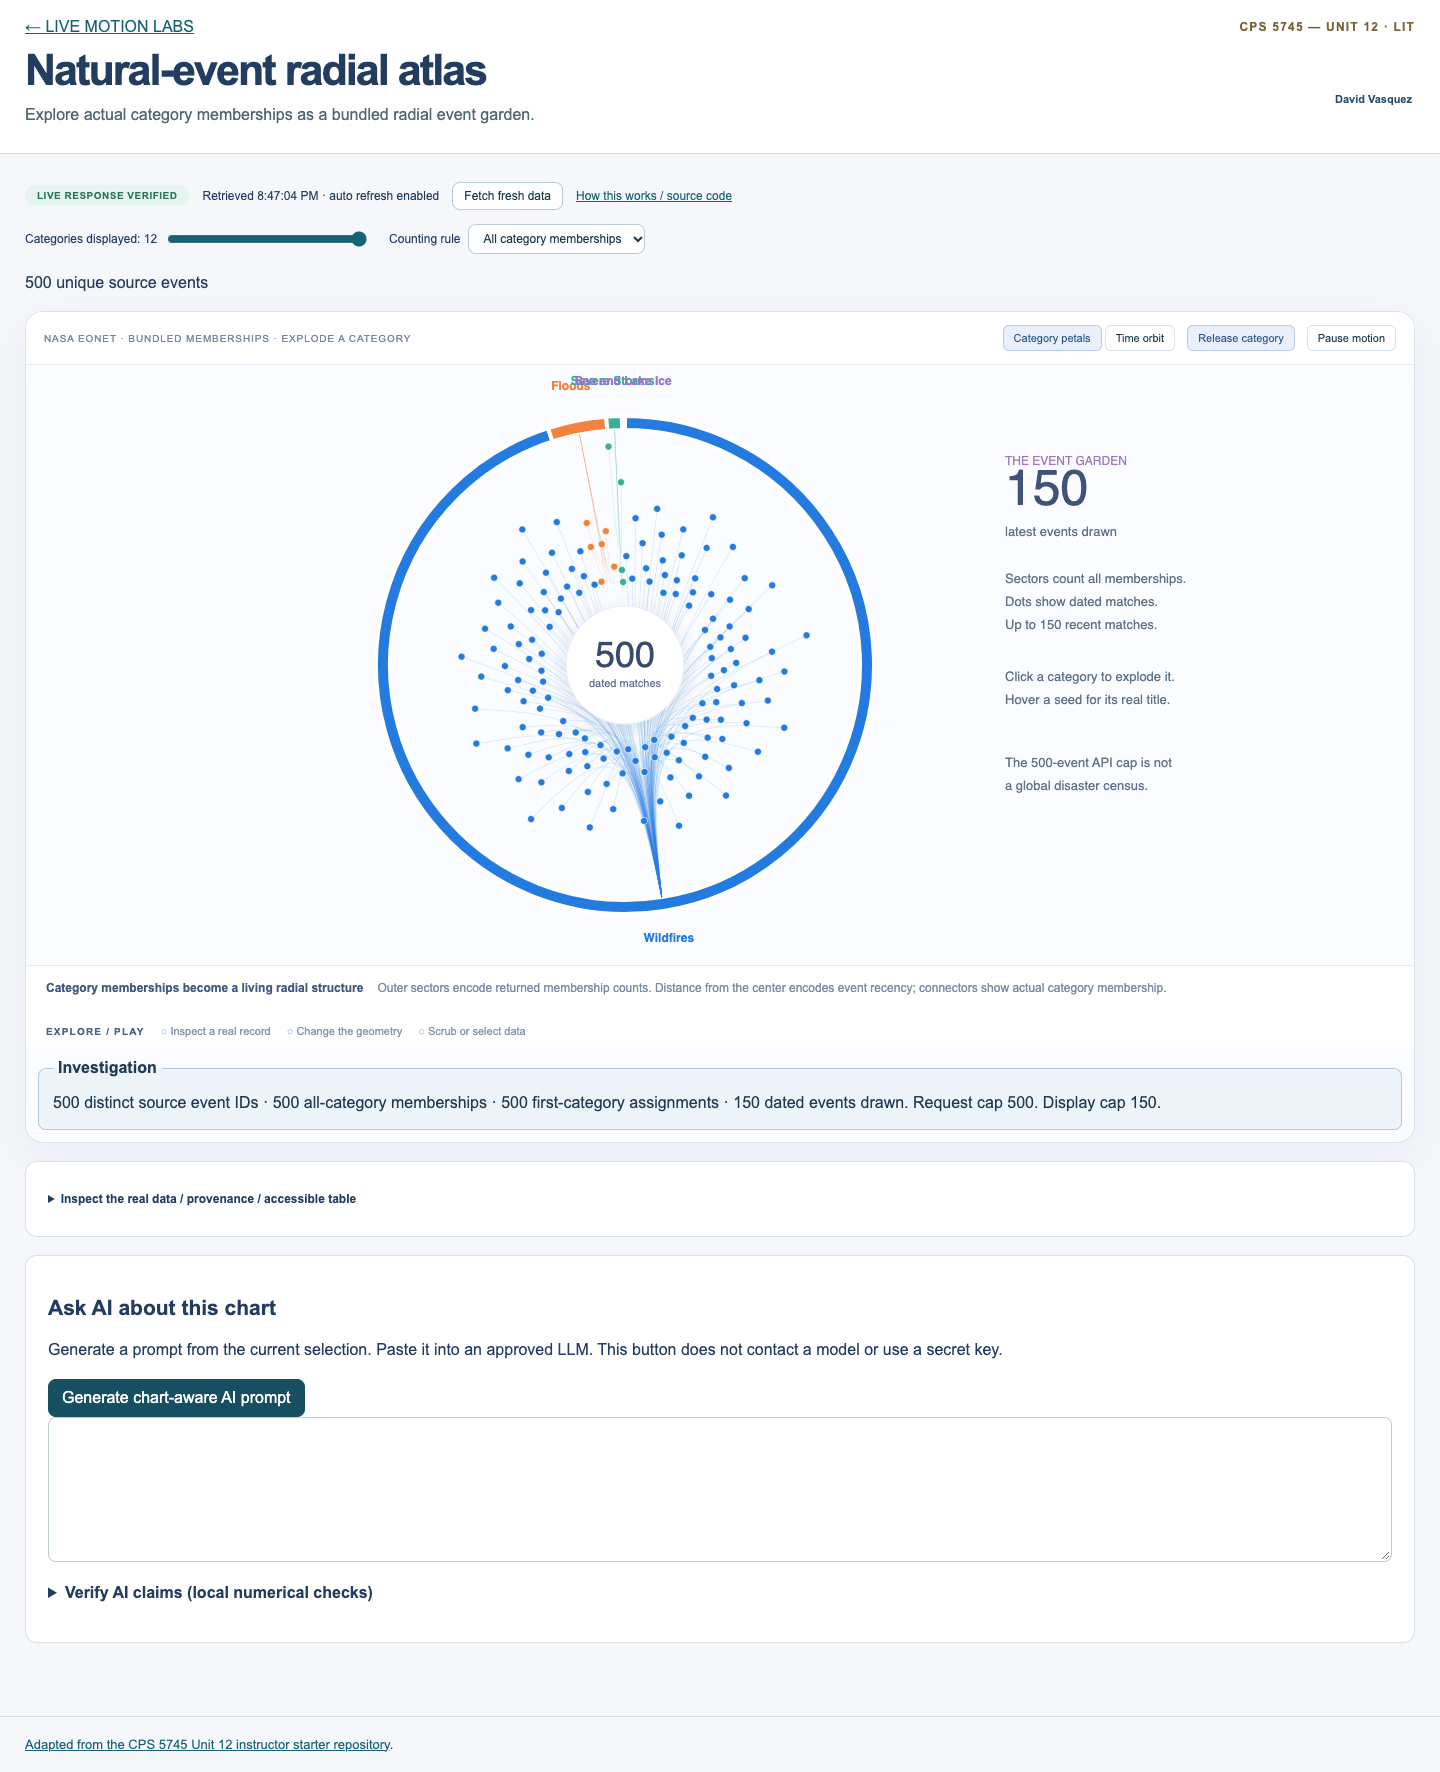 ← LIVE MOTION LABS
CPS 5745 — UNIT 12 · LIT
Natural-event radial atlas
David Vasquez
Explore actual category memberships as a bundled radial event garden.
LIVE RESPONSE VERIFIED
Retrieved 8:47:04 PM · auto refresh enabled
Fetch fresh data
How this works / source code
Categories displayed: 12
Counting rule
All category memberships
500 unique source events
NASA EONET · BUNDLED MEMBERSHIPS · EXPLODE A CATEGORY
Category petals
Time orbit
Release category
Pause motion
Floods
THE EVENT GARDEN
150
latest events drawn
Sectors count all memberships.
Dots show dated matches.
Up to 150 recent matches.
500
dated matches
Click a category to explode it.
Hover a seed for its real title.
The 500-event API cap is not
a global disaster census.
Wildfires
Category memberships become a living radial structure
Outer sectors encode returned membership counts. Distance from the center encodes event recency; connectors show actual category membership.
EXPLORE / PLAY
○ Inspect a real record
○ Change the geometry
○ Scrub or select data
Investigation
500 distinct source event IDs · 500 all-category memberships · 500 first-category assignments · 150 dated events drawn. Request cap 500. Display cap 150.
▶ Inspect the real data / provenance / accessible table
Ask AI about this chart
Generate a prompt from the current selection. Paste it into an approved LLM. This button does not contact a model or use a secret key.
Generate chart-aware AI prompt
▶ Verify AI claims (local numerical checks)
Adapted from the CPS 5745 Unit 12 instructor starter repository.